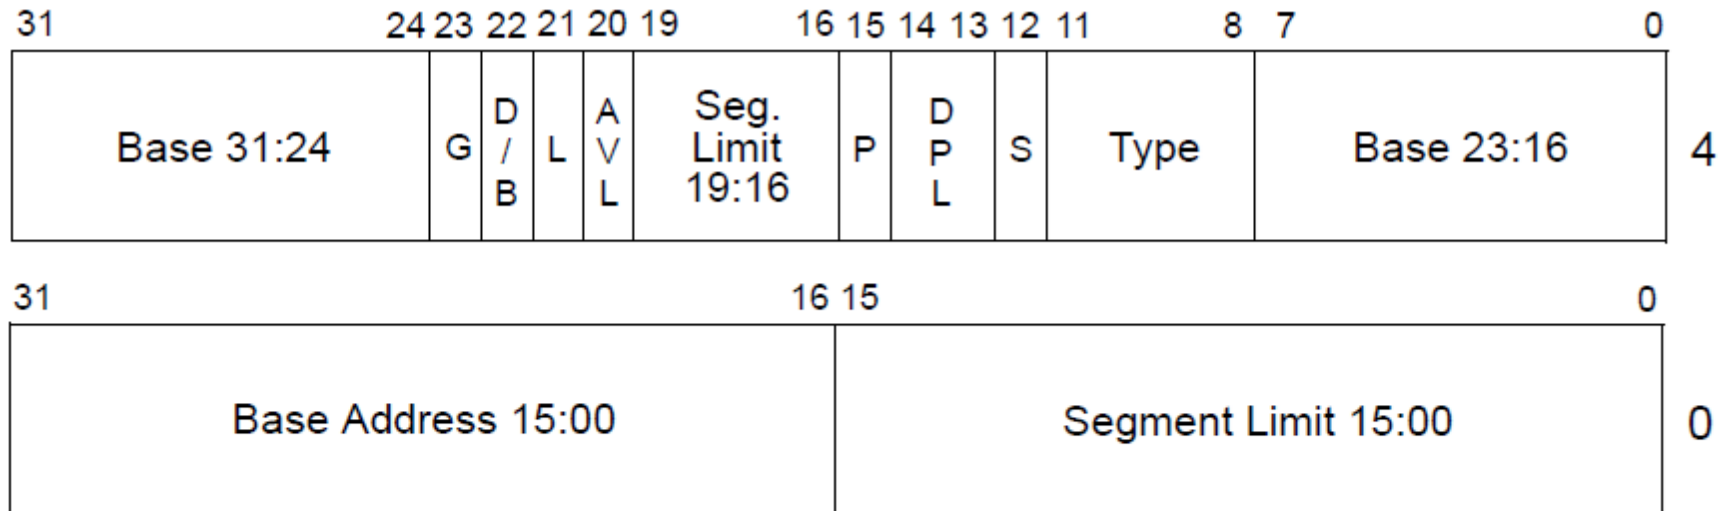 31 24 23 22 21 20 19 16 15 14 13 12 11 8 7 0
Base 31:24 G D/B L AVL Seg. Limit 19:16 P DPL S Type Base 23:16 4
31 16 15 0
Base Address 15:00 Segment Limit 15:00 0